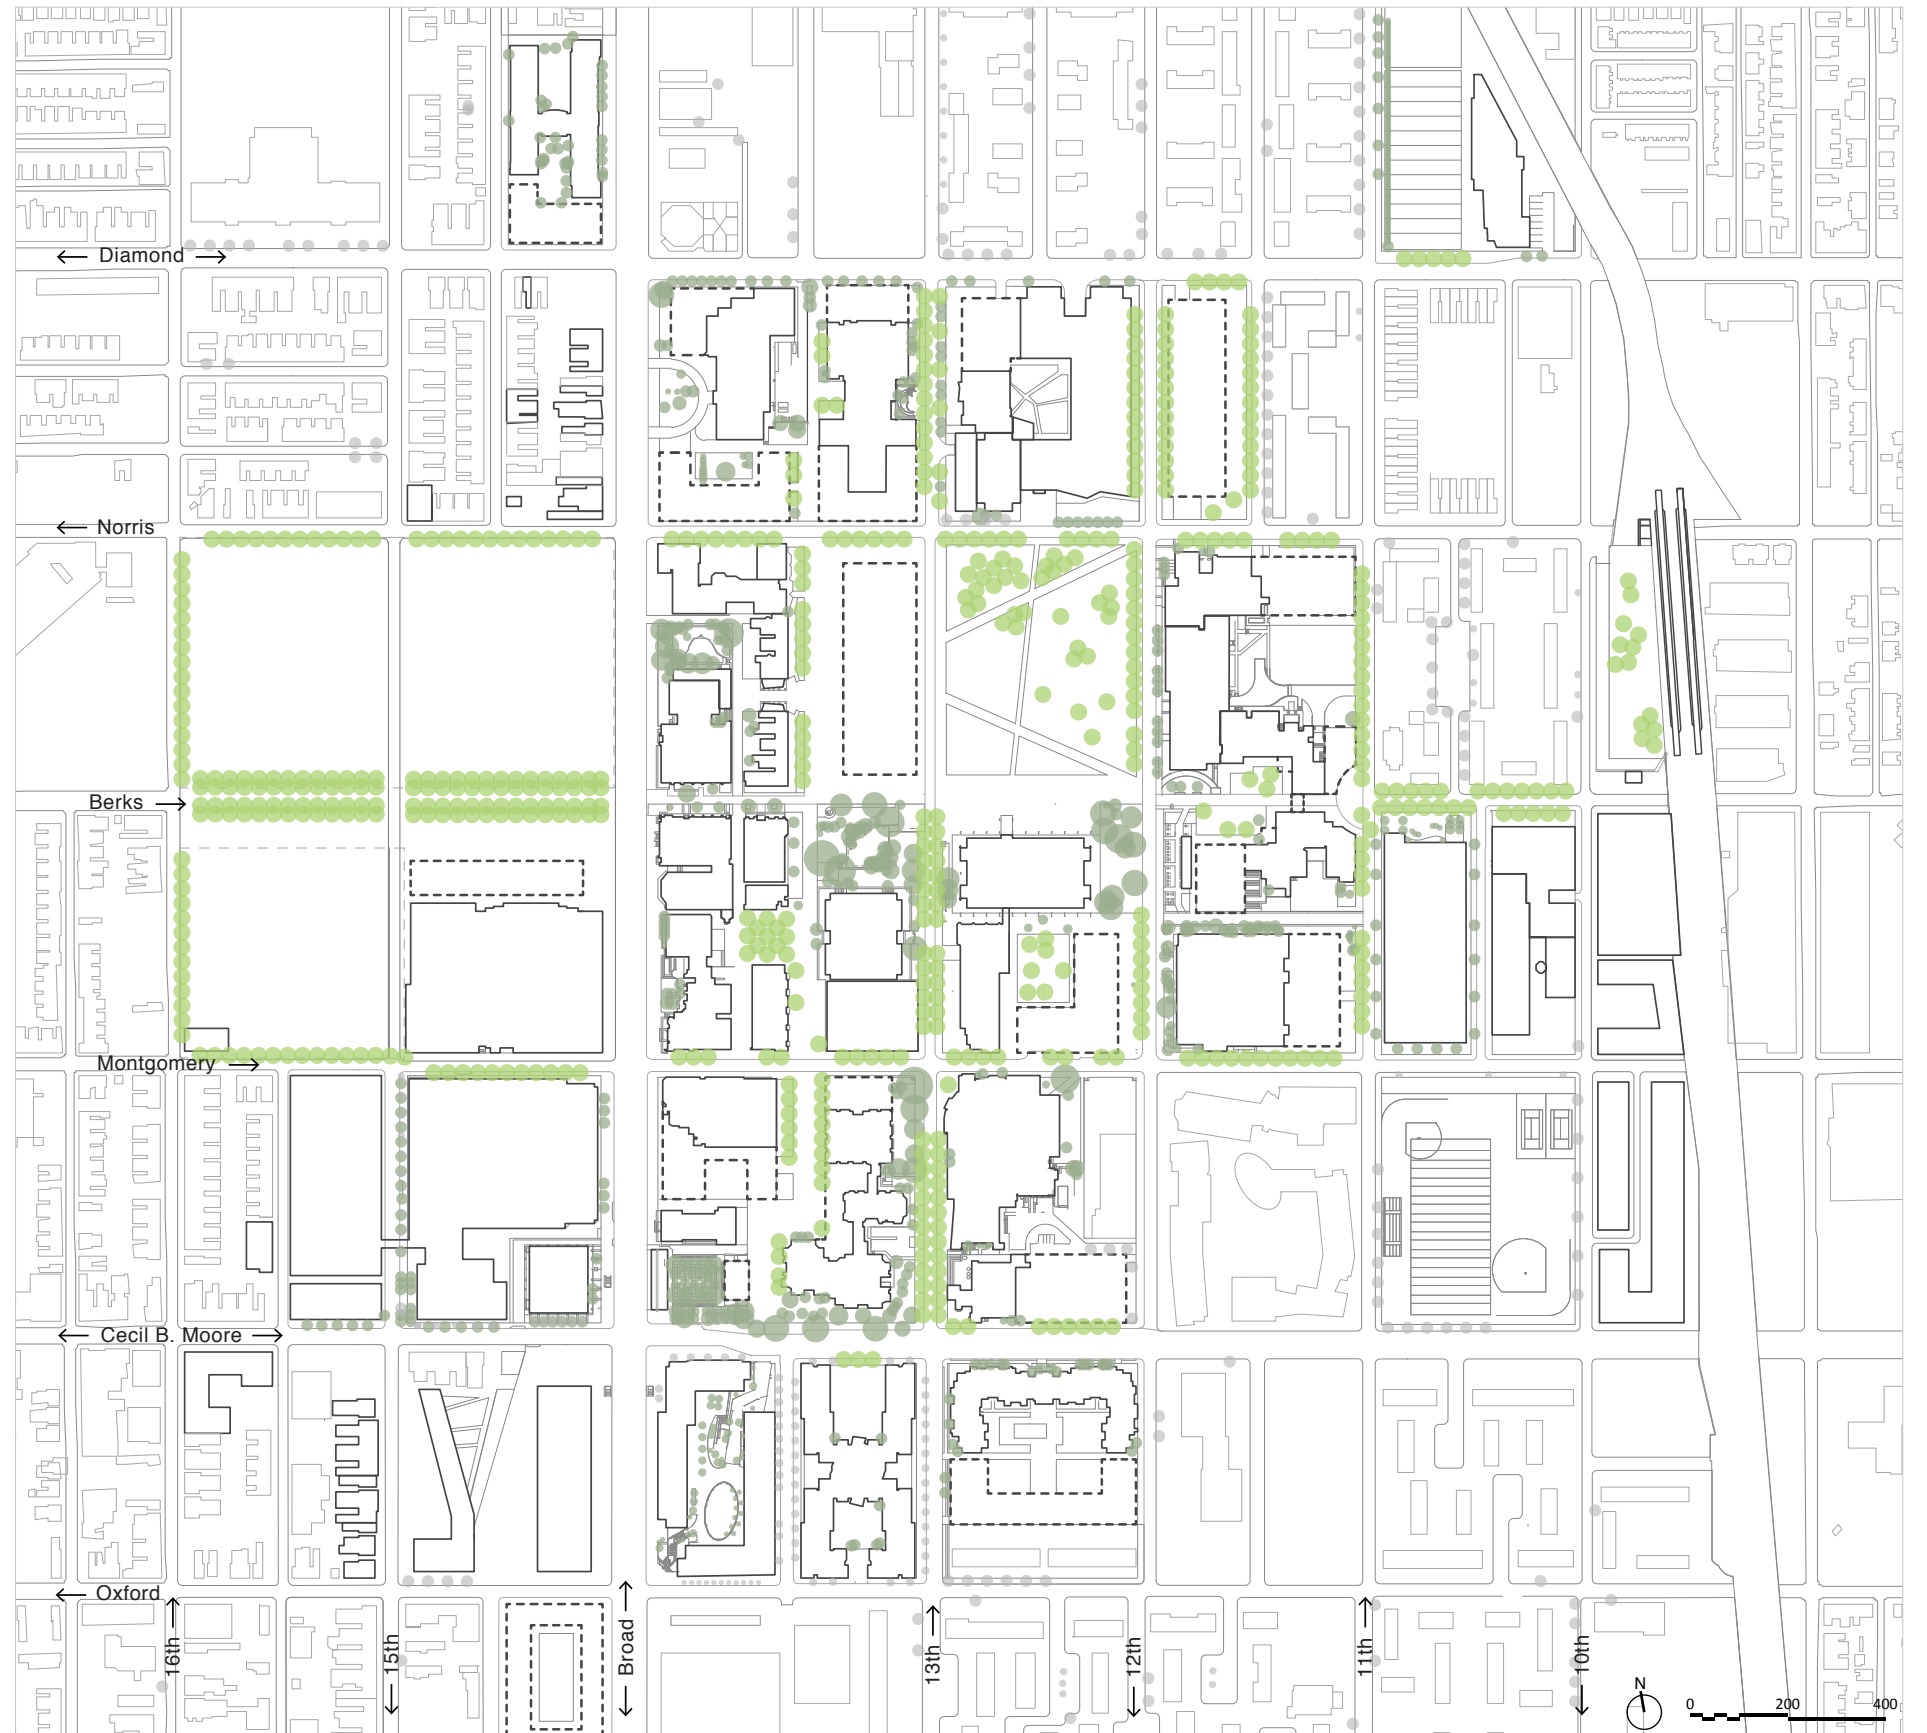 Diamond
Norris
Berks
Montgomery
Cecil B. Moore
Oxford
16th
15th
Broad
13th
12th
11th
10th
N
0 200 400